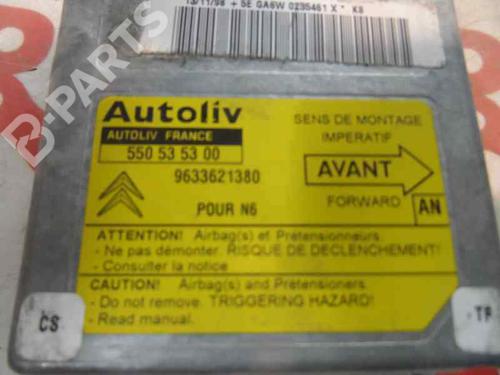 13/11/98 + 5E GA6W 0235461 X * K8
Autoliv
AUTOLIV FRANCE
550 53 53 00
9633621380
POUR N6
SENS DE MONTAGE
IMPERATIF
AVANT
FORWARD
AN
ATTENTION! Airbag(s) et Pretensionneurs.
- Ne pas démonter. RISQUE DE DECLENCHEMENT!
- Consulter la notice
CAUTION! Airbag(s) and Pretensioners
- Do not remove. TRIGGERING HAZARD!
- Read manual.
CS
TP
B-PARTS